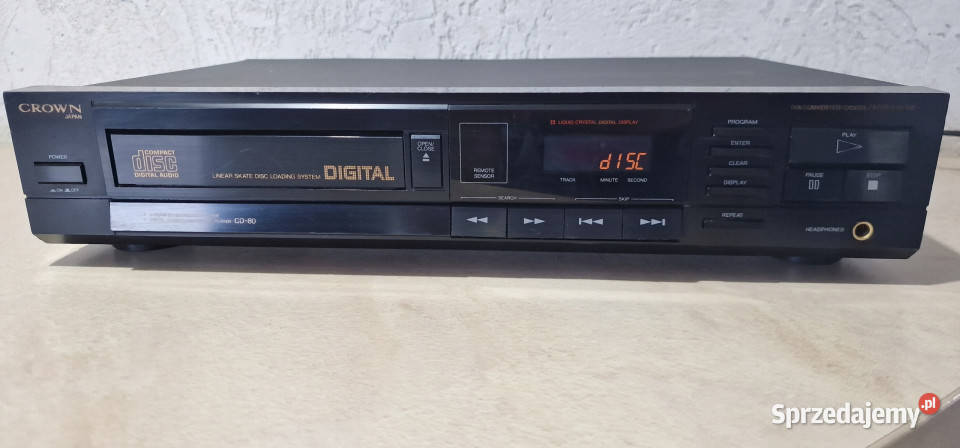 CROWN
JAPAN
POWER
ON OFF
COMPACT
disc
DIGITAL AUDIO
LINEAR SKATE DISC LOADING SYSTEM DIGITAL
OPEN/
CLOSE
REMOTE
SENSOR
LIQUID CRYSTAL DIGITAL DISPLAY
dISC
TRACK MINUTE SECOND
SEARCH SKIP
CD-80
PROGRAM
ENTER
CLEAR
DISPLAY
REPEAT
PLAY
PAUSE STOP
HEADPHONES
Sprzedajemy.pl